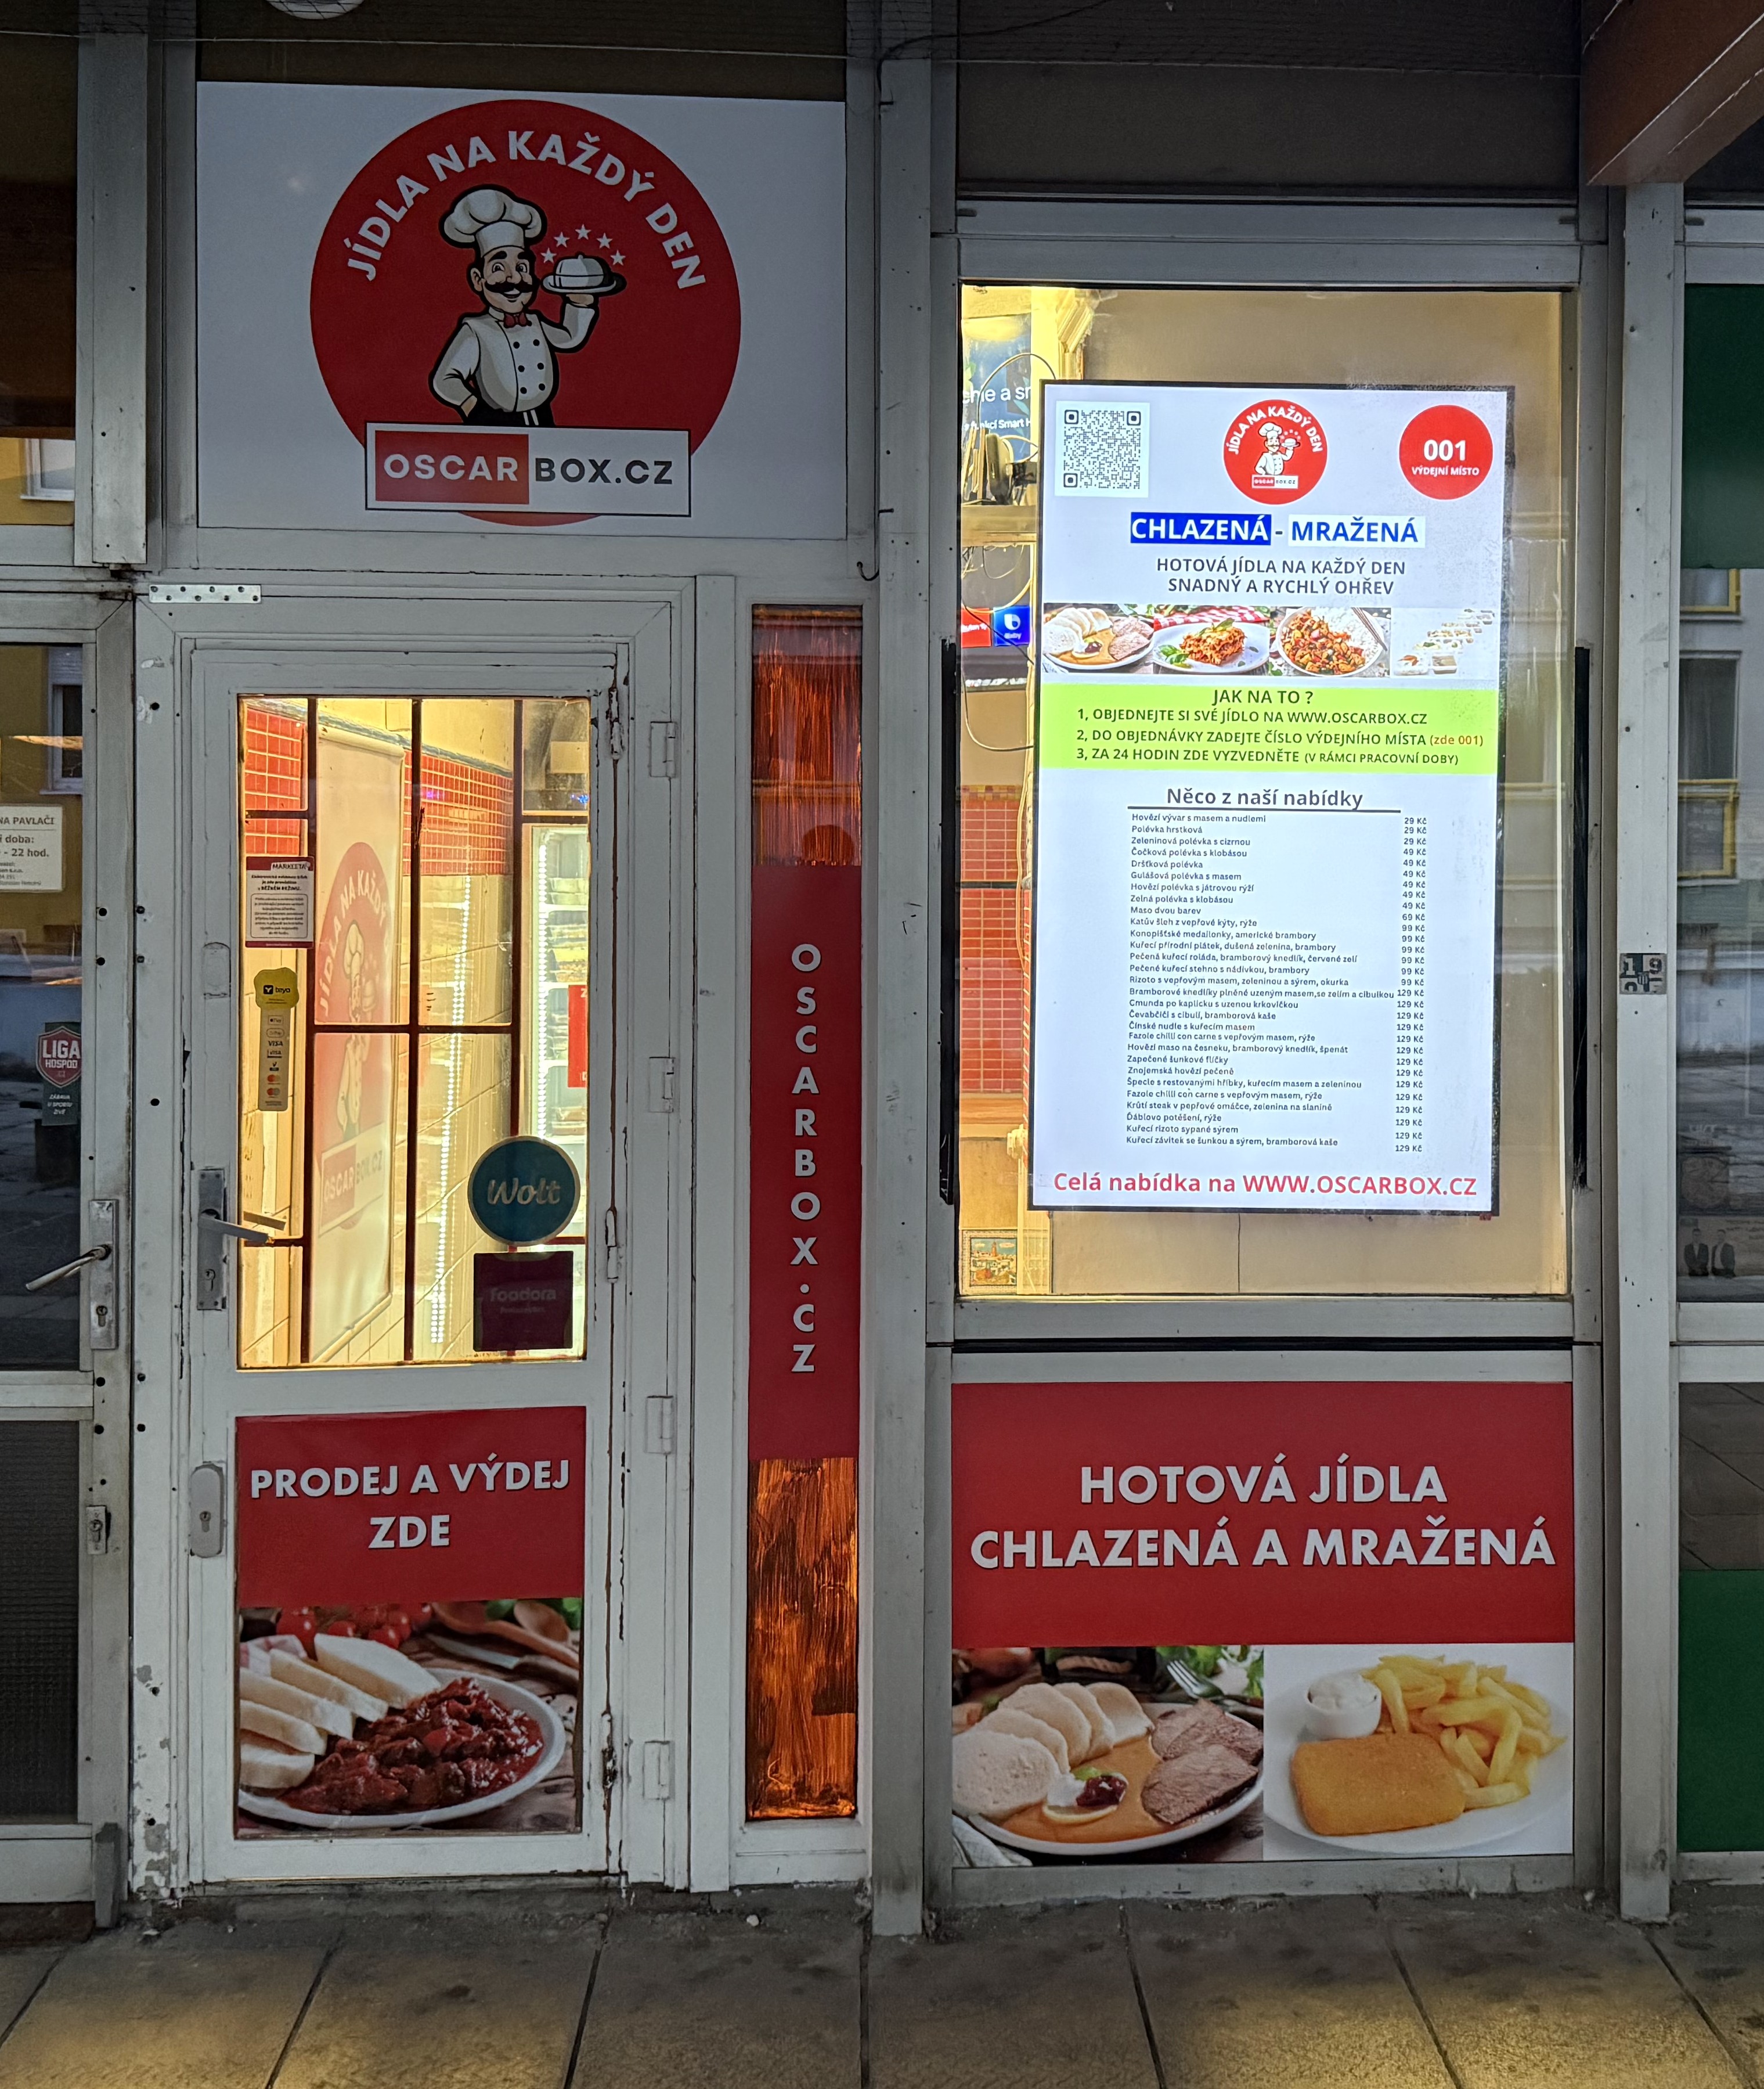 JÍDLA NA KAŽDÝ DEN
OSCAR BOX.CZ
NA PAVLAČI
doba:
- 22 hod.
LIGA
HOSPOD
.CZ
ZÁBAVA
U SPORTU
ŽIVĚ
MARKEETA
teya
VISA
Wolt
foodora
PRODEJ A VÝDEJ
ZDE
OSCARBOX.CZ
JÍDLA NA KAŽDÝ DEN
OSCAR BOX.CZ
001
VÝDEJNÍ MÍSTO
CHLAZENÁ - MRAŽENÁ
HOTOVÁ JÍDLA NA KAŽDÝ DEN
SNADNÝ A RYCHLÝ OHŘEV
JAK NA TO ?
1, OBJEDNEJTE SI SVÉ JÍDLO NA WWW.OSCARBOX.CZ
2, DO OBJEDNÁVKY ZADEJTE ČÍSLO VÝDEJNÍHO MÍSTA (zde 001)
3, ZA 24 HODIN ZDE VYZVEDNĚTE (V RÁMCI PRACOVNÍ DOBY)
Něco z naší nabídky
Hovězí vývar s masem a nudlemi 29 Kč
Polévka hrstková 29 Kč
Zeleninová polévka s cizrnou 29 Kč
Čočková polévka s klobásou 49 Kč
Dršťková polévka 49 Kč
Gulášová polévka s masem 49 Kč
Hovězí polévka s játrovou rýží 49 Kč
Zelná polévka s klobásou 49 Kč
Maso dvou barev 69 Kč
Katův šleh z vepřové kýty, rýže 99 Kč
Konopišťské medailonky, americké brambory 99 Kč
Kuřecí přírodní plátek, dušená zelenina, brambory 99 Kč
Pečená kuřecí roláda, bramborový knedlík, červené zelí 99 Kč
Pečené kuřecí stehno s nádivkou, brambory 99 Kč
Rizoto s vepřovým masem, zeleninou a sýrem, okurka 99 Kč
Bramborové knedlíky plněné uzeným masem,se zelím a cibulkou 129 Kč
Cmunda po kaplicku s uzenou krkovičkou 129 Kč
Čevabčiči s cibulí, bramborová kaše 129 Kč
Čínské nudle s kuřecím masem 129 Kč
Fazole chilli con carne s vepřovým masem, rýže 129 Kč
Hovězí maso na česneku, bramborový knedlík, špenát 129 Kč
Zapečené šunkové flíčky 129 Kč
Znojemská hovězí pečeně 129 Kč
Špecle s restovanými hříbky, kuřecím masem a zeleninou 129 Kč
Fazole chilli con carne s vepřovým masem, rýže 129 Kč
Krůtí steak v pepřové omáčce, zelenina na slanině 129 Kč
Ďáblovo potěšení, rýže 129 Kč
Kuřecí rizoto sypané sýrem 129 Kč
Kuřecí závitek se šunkou a sýrem, bramborová kaše 129 Kč
Celá nabídka na WWW.OSCARBOX.CZ
HOTOVÁ JÍDLA
CHLAZENÁ A MRAŽENÁ